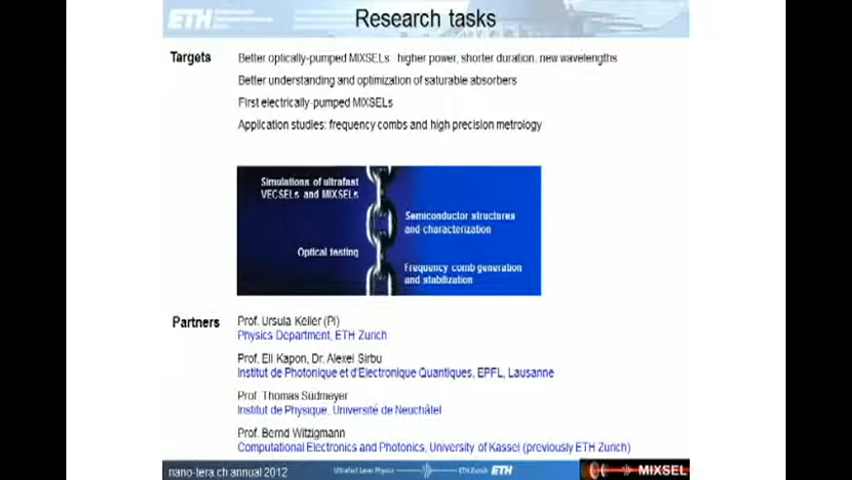 ETH
Research tasks
Targets
Better optically-pumped MIXSELs higher power, shorter duration, new wavelengths
Better understanding and optimization of saturable absorbers
First electrically-pumped MIXSELs
Application studies: frequency combs and high precision metrology
Simulations of ultrafast
VECSELs and MIXSELs
Semiconductor structures
and characterization
Optical testing
Frequency comb generation
and stabilization
Partners
Prof. Ursula Keller (PI)
Physics Department, ETH Zurich
Prof. Eli Kapon, Dr. Alexei Sirbu
Institut de Photonique et d'Electronique Quantiques, EPFL, Lausanne
Prof. Thomas Südmeyer
Institut de Physique, Université de Neuchâtel
Prof. Bernd Witzigmann
Computational Electronics and Photonics, University of Kassel (previously ETH Zurich)
nano-tera.ch annual 2012
Ultrafast Laser Physics
ETH Zurich ETH
MIXSEL